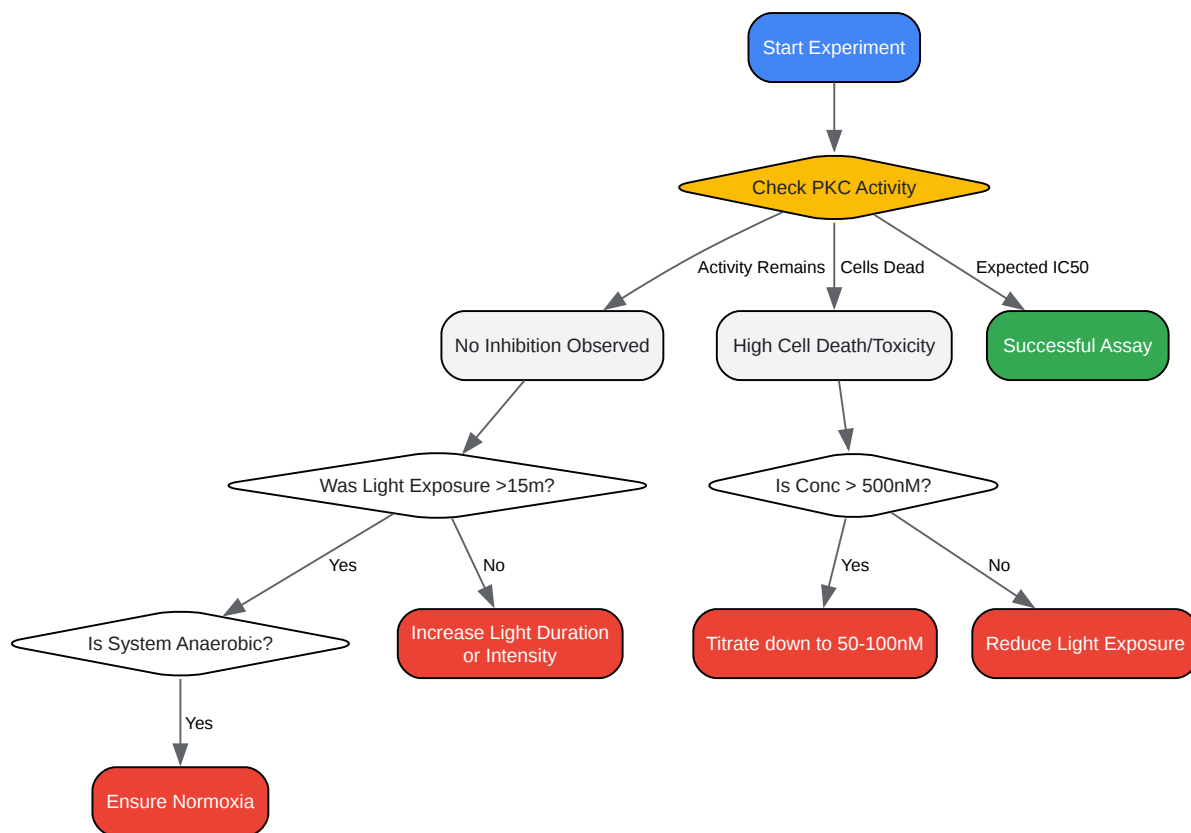 Start Experiment
Check PKC Activity
Activity Remains
Cells Dead
Expected IC50
No Inhibition Observed
High Cell Death/Toxicity
Successful Assay
Was Light Exposure >15m?
Is Conc > 500nM?
Yes
No
Yes
No
Is System Anaerobic?
Increase Light Duration
or Intensity
Titrate down to 50-100nM
Reduce Light Exposure
Yes
Ensure Normoxia